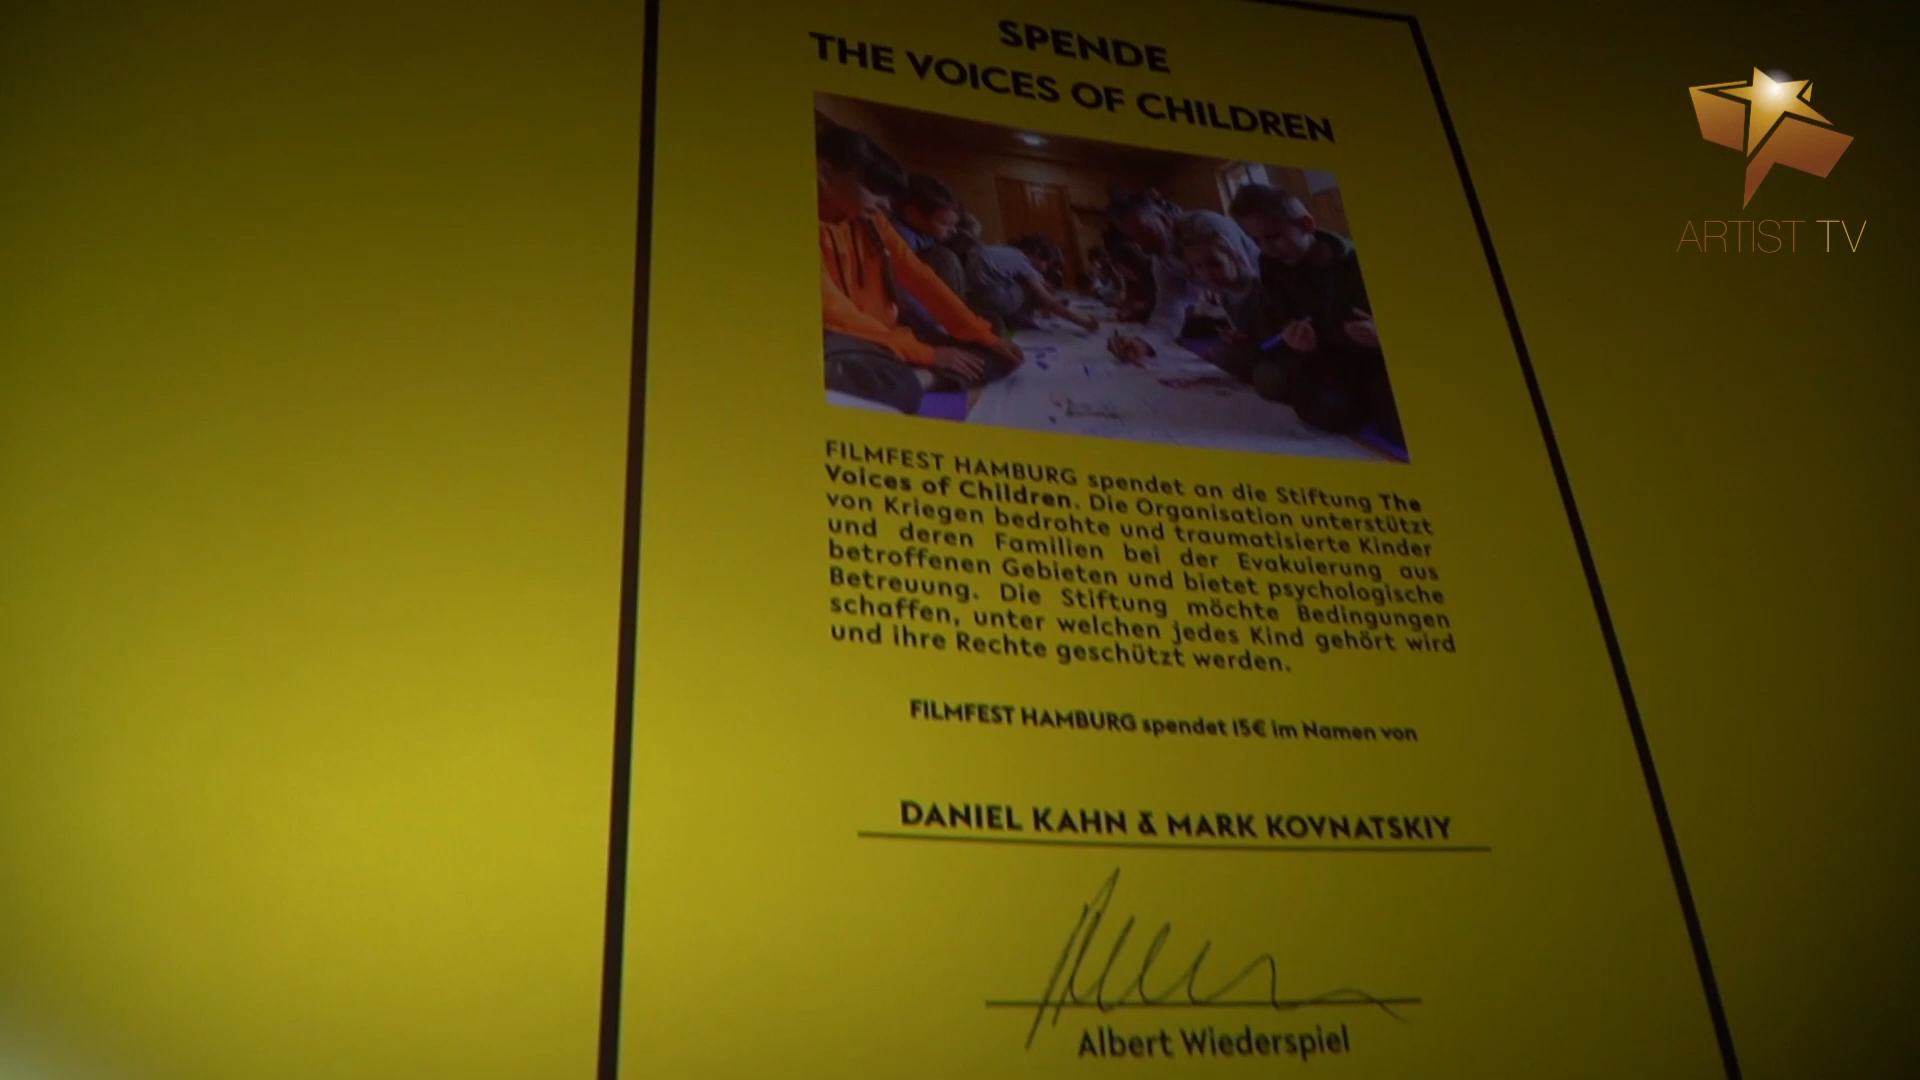 SPENDE
THE VOICES OF CHILDREN
ARTIST TV
FILMFEST HAMBURG spendet an die Stiftung The
Voices of Children. Die Organisation unterstützt
von Kriegen bedrohte und traumatisierte Kinder
und deren Familien bei der Evakuierung aus
betroffenen Gebieten und bietet psychologische
Betreuung. Die Stiftung möchte Bedingungen
schaffen, unter welchen jedes Kind gehört wird
und ihre Rechte geschützt werden.
FILMFEST HAMBURG spendet 15€ im Namen von
DANIEL KAHN & MARK KOVNATSKIY
Albert Wiederspiel